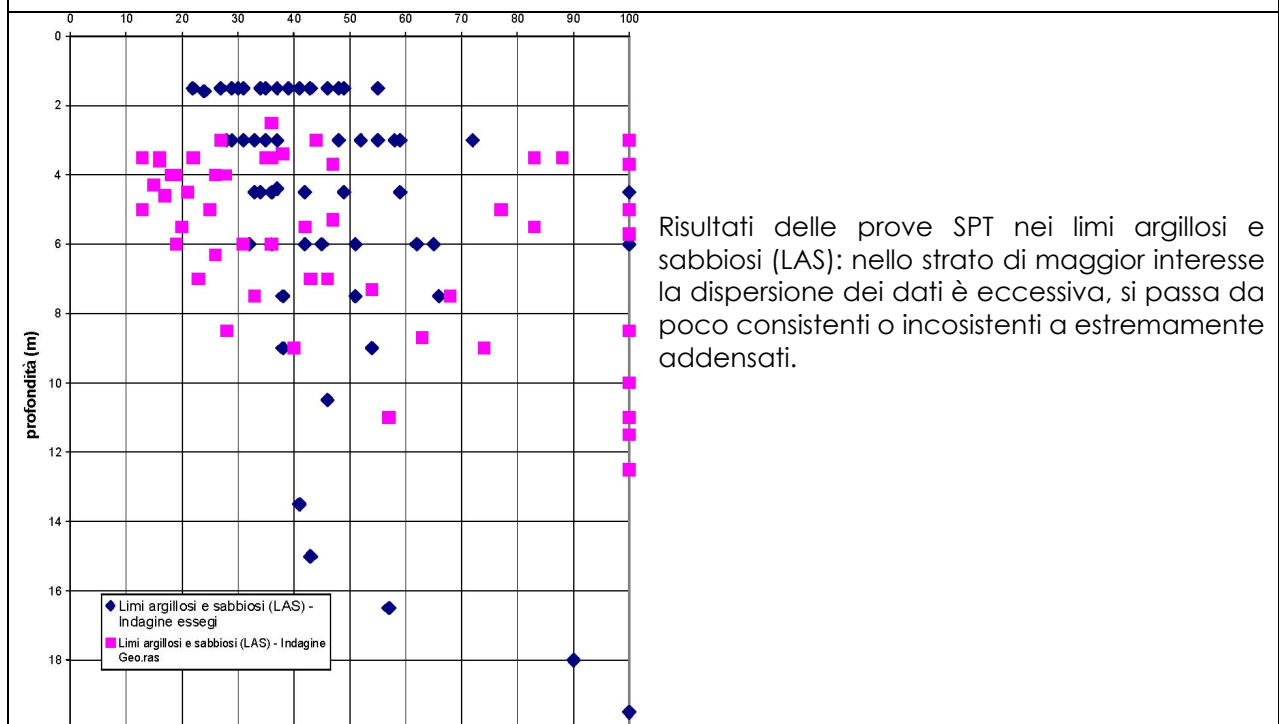 0 10 20 30 40 50 60 70 80 90 100
0
2
4
6
8
10
12
14
16
18
profondità (m)
Limi argillosi e sabbiosi (LAS) -
Indagine essegi
Limi argillosi e sabbiosi (LAS) - Indagine
Geo.ras
Risultati delle prove SPT nei limi argillosi e
sabbiosi (LAS): nello strato di maggior interesse
la dispersione dei dati è eccessiva, si passa da
poco consistenti o incosistenti a estremamente
addensati.